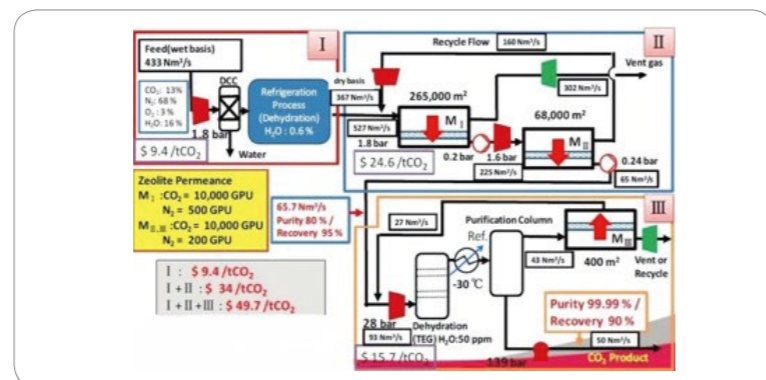 I
Feed(wet basis)
433 Nm³/s
CO₂: 13%
N₂: 68 %
O₂ : 3 %
H₂O: 16 %
DCC
1.8 bar
Water
Refrigeration
Process
(Dehydration)
H₂O : 0.6 %
$ 9.4 /tCO₂
II
Recycle Flow
160 Nm³/s
dry basis
367 Nm³/s
527 Nm³/s
1.8 bar
265,000 m²
M I
0.2 bar
1.6 bar
225 Nm³/s
302 Nm³/s
Vent gas
68,000 m²
M II
0.24 bar
65 Nm³/s
$ 24.6 /tCO₂
Zeolite Permeance
M I :CO₂ = 10,000 GPU
N₂ = 500 GPU
M II,III :CO₂ = 10,000 GPU
N₂ = 200 GPU
65.7 Nm³/s
Purity 80 % /
Recovery 95 %
I : $ 9.4 /tCO₂
I + II : $ 34 /tCO₂
I + II + III : $ 49.7 /tCO₂
III
27 Nm³/s
Purification Column
Ref.
-30 ℃
43 Nm³/s
M III
400 m²
Vent or
Recycle
28 bar
93 Nm³/s
Dehydration
(TEG) H₂O:50 ppm
$ 15.7 /tCO₂
139 bar
Purity 99.99 % /
Recovery 90 %
50 Nm³/s
CO₂ Product